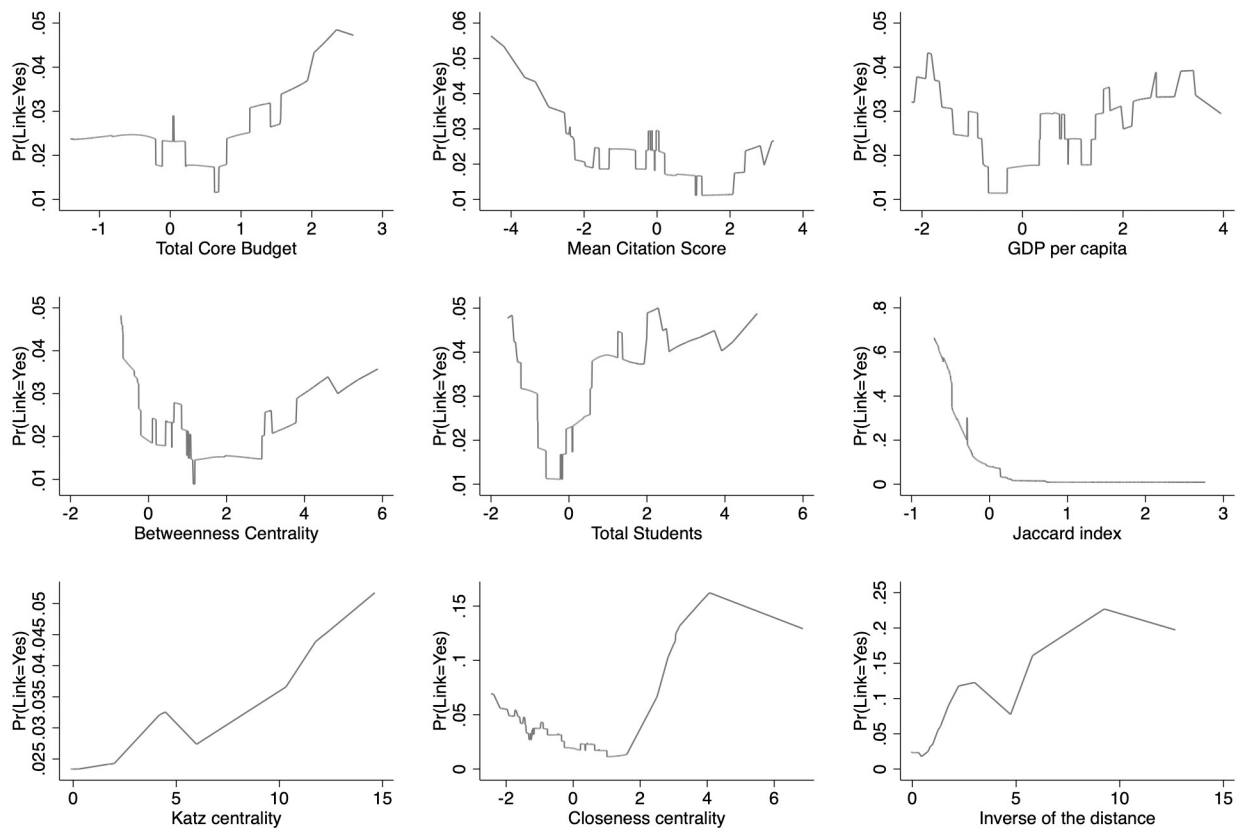 Pr(Link=Yes)
.01 .02 .03 .04 .05
-1 0 1 2 3
Total Core Budget
Pr(Link=Yes)
.01 .02 .03 .04 .05 .06
-4 -2 0 2 4
Mean Citation Score
Pr(Link=Yes)
.01 .02 .03 .04 .05
-2 0 2 4
GDP per capita
Pr(Link=Yes)
.01 .02 .03 .04 .05
-2 0 2 4 6
Betweenness Centrality
Pr(Link=Yes)
.01 .02 .03 .04 .05
-2 0 2 4 6
Total Students
Pr(Link=Yes)
0 .2 .4 .6 .8
-1 0 1 2 3
Jaccard index
Pr(Link=Yes)
.025 .03 .035 .04 .045 .05
0 5 10 15
Katz centrality
Pr(Link=Yes)
0 .05 .1 .15
-2 0 2 4 6
Closeness centrality
Pr(Link=Yes)
0 .05 .1 .15 .2 .25
0 5 10 15
Inverse of the distance